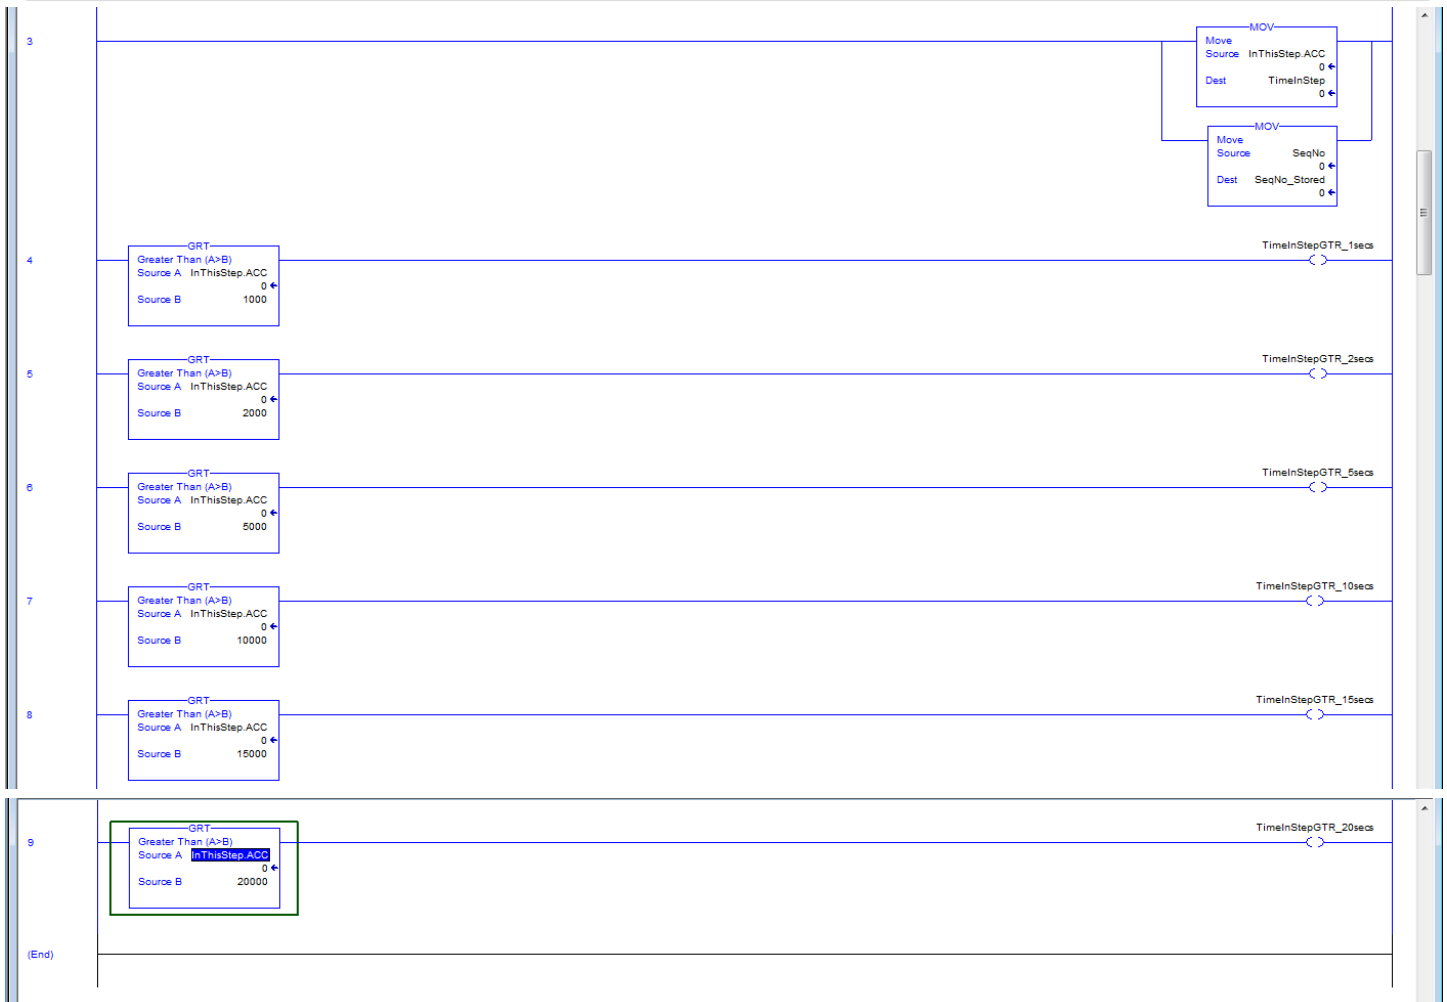 3
MOV
Move
Source InThisStep.ACC
0
Dest TimeInStep
0
MOV
Move
Source SeqNo
0
Dest SeqNo_Stored
0
TimeInStepGTR_1secs
4
GRT
Greater Than (A>B)
Source A InThisStep.ACC
0
Source B 1000
TimeInStepGTR_2secs
5
GRT
Greater Than (A>B)
Source A InThisStep.ACC
0
Source B 2000
TimeInStepGTR_5secs
6
GRT
Greater Than (A>B)
Source A InThisStep.ACC
0
Source B 5000
TimeInStepGTR_10secs
7
GRT
Greater Than (A>B)
Source A InThisStep.ACC
0
Source B 10000
TimeInStepGTR_15secs
8
GRT
Greater Than (A>B)
Source A InThisStep.ACC
0
Source B 15000
TimeInStepGTR_20secs
9
GRT
Greater Than (A>B)
Source A InThisStep.ACC
0
Source B 20000
(End)